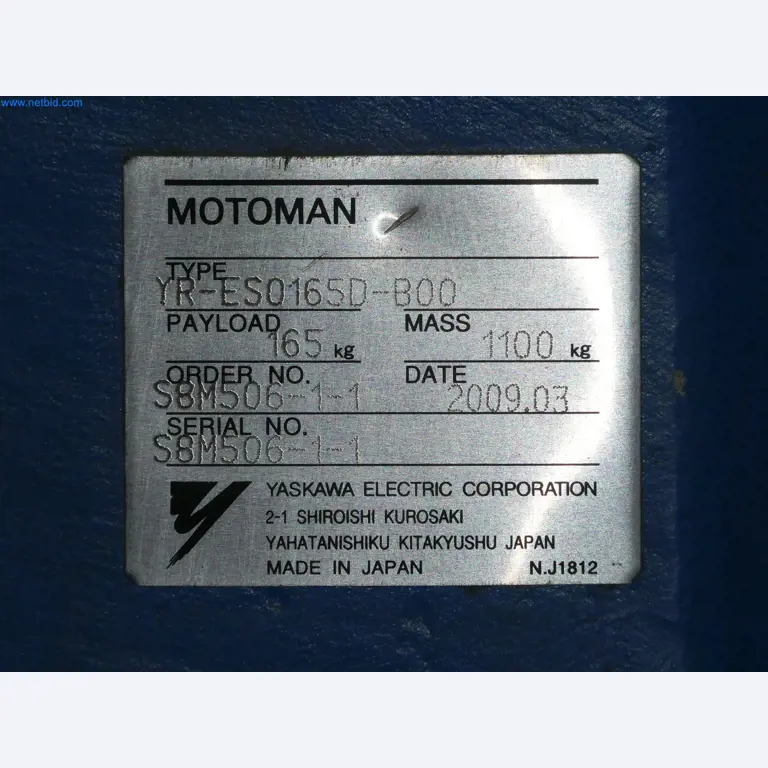 www.netbid.com
MOTOMAN
TYPE
YR-ES0165D-B00
PAYLOAD MASS
165 kg 1100 kg
ORDER NO. DATE
S8M506-1-1 2009.03
SERIAL NO.
S8M506-1-1
YASKAWA ELECTRIC CORPORATION
2-1 SHIROISHI KUROSAKI
YAHATANISHIKU KITAKYUSHU JAPAN
MADE IN JAPAN N.J1812